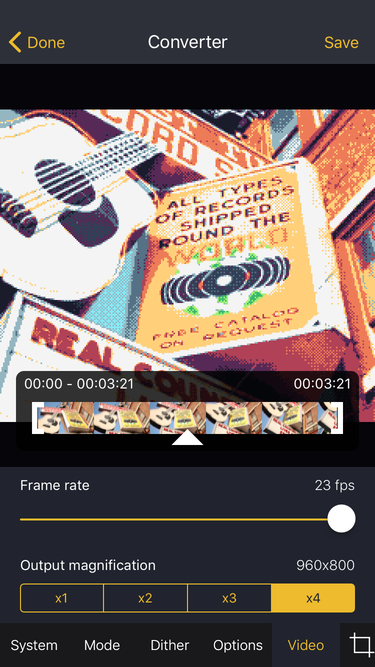 Done
Converter
Save
ALL TYPES
OF RECORDS
SHIPPED
ROUND THE
WORLD
FREE CATALOG
ON REQUEST
REAL
00:00 - 00:03:21
00:03:21
Frame rate
23 fps
Output magnification
960x800
x1
x2
x3
x4
System
Mode
Dither
Options
Video